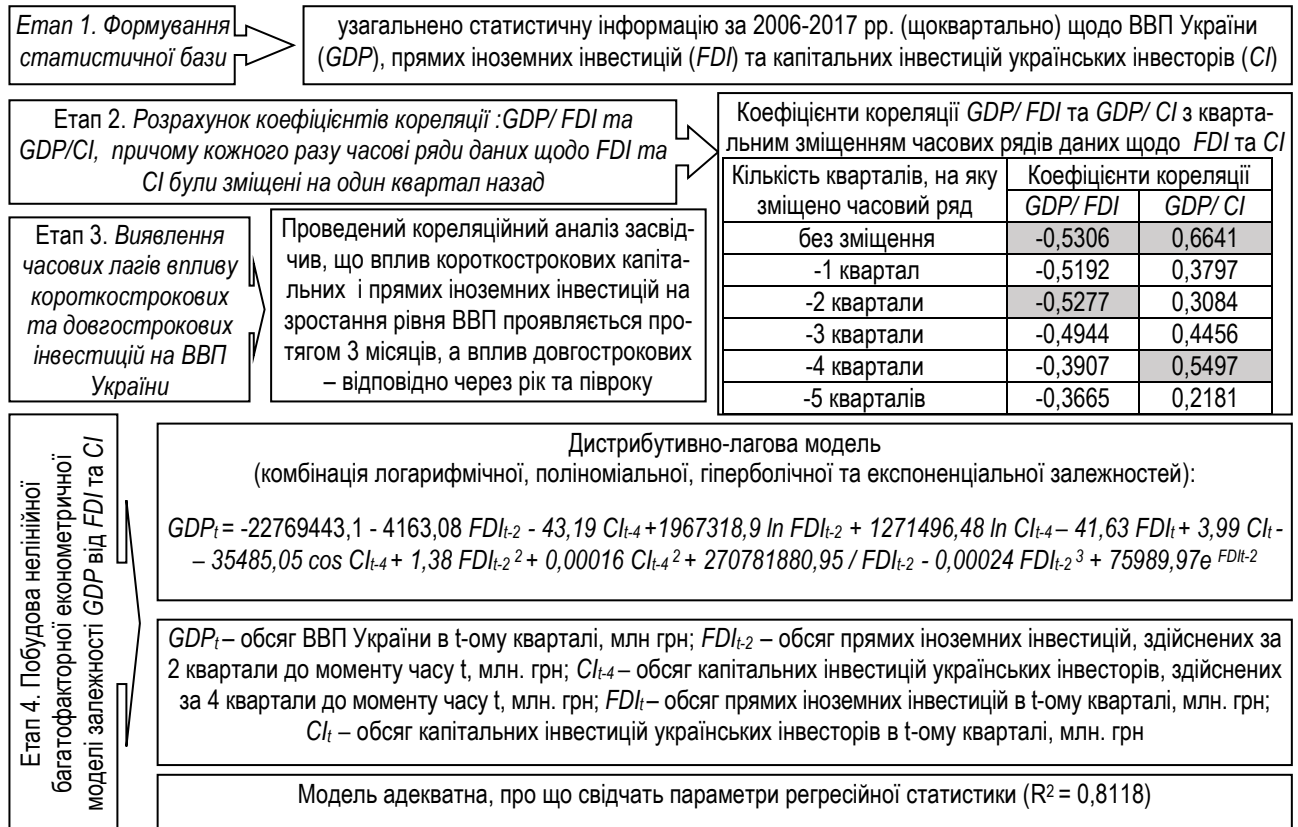 Етап 1. Формування
статистичної бази
узагальнено статистичну інформацію за 2006-2017 рр. (щоквартально) щодо ВВП України
(GDP), прямих іноземних інвестицій (FDI) та капітальних інвестицій українських інвесторів (CI)
Етап 2. Розрахунок коефіцієнтів кореляції :GDP/ FDI та
GDP/CI, причому кожного разу часові ряди даних щодо FDI та
CI були зміщені на один квартал назад
Коефіцієнти кореляції GDP/ FDI та GDP/ CI з кварта-
льним зміщенням часових рядів даних щодо FDI та CI
Кількість кварталів, на яку зміщено часовий ряд
Коефіцієнти кореляції
GDP/ FDI GDP/ CI
без зміщення -0,5306 0,6641
-1 квартал -0,5192 0,3797
-2 квартали -0,5277 0,3084
-3 квартали -0,4944 0,4456
-4 квартали -0,3907 0,5497
-5 кварталів -0,3665 0,2181
Етап 3. Виявлення
часових лагів впливу
короткострокових
та довгострокових
інвестицій на ВВП
України
Проведений кореляційний аналіз засвід-
чив, що вплив короткострокових капіта-
льних і прямих іноземних інвестицій на
зростання рівня ВВП проявляється про-
тягом 3 місяців, а вплив довгострокових
– відповідно через рік та півроку
Етап 4. Побудова нелінійної
багатофакторної економетричної
моделі залежності GDP від FDI та CI
Дистрибутивно-лагова модель
(комбінація логарифмічної, поліноміальної, гіперболічної та експоненціальної залежностей):
GDPt = -22769443,1 - 4163,08 FDIt-2 - 43,19 CIt-4 +1967318,9 ln FDIt-2 + 1271496,48 ln CIt-4 – 41,63 FDIt + 3,99 CIt -
– 35485,05 cos CIt-4 + 1,38 FDIt-2 2 + 0,00016 CIt-4 2 + 270781880,95 / FDIt-2 - 0,00024 FDIt-2 3 + 75989,97e FDIt-2
GDPt – обсяг ВВП України в t-ому кварталі, млн грн; FDIt-2 – обсяг прямих іноземних інвестицій, здійснених за
2 квартали до моменту часу t, млн. грн; CIt-4 – обсяг капітальних інвестицій українських інвесторів, здійснених
за 4 квартали до моменту часу t, млн. грн; FDIt – обсяг прямих іноземних інвестицій в t-ому кварталі, млн. грн;
CIt – обсяг капітальних інвестицій українських інвесторів в t-ому кварталі, млн. грн
Модель адекватна, про що свідчать параметри регресійної статистики (R2 = 0,8118)